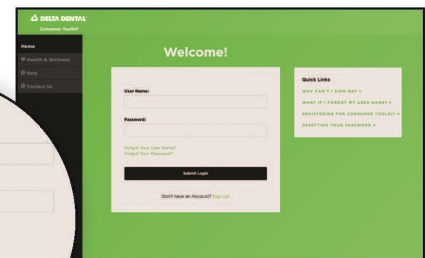 DELTA DENTAL
Consumer Toolkit®
Home
Health & Wellness
Help
Contact Us
Welcome!
User Name:
Password:
Forgot Your User Name?
Forgot Your Password?
Submit Login
Don't have an Account? Sign up!
Quick Links
WHY CAN'T I SIGN ON? >
WHAT IF I FORGOT MY USER NAME? >
REGISTERING FOR CONSUMER TOOLKIT >
RESETTING YOUR PASSWORD >